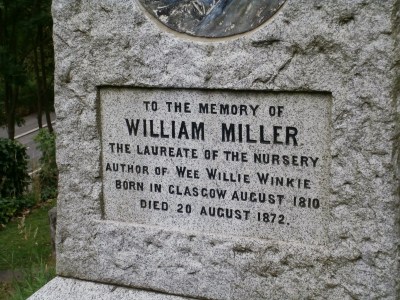 TO THE MEMORY OF
WILLIAM MILLER
THE LAUREATE OF THE NURSERY
AUTHOR OF WEE WILLIE WINKIE
BORN IN GLASGOW AUGUST 1810
DIED 20 AUGUST 1872.